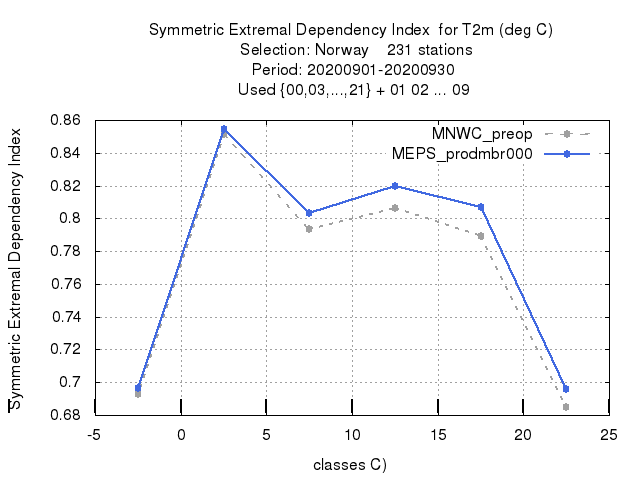 Symmetric Extremal Dependency Index for T2m (deg C)
Selection: Norway 231 stations
Period: 20200901-20200930
Used {00,03,...,21} + 01 02 ... 09
Symmetric Extremal Dependency Index
0.86
0.84
0.82
0.8
0.78
0.76
0.74
0.72
0.7
0.68
MNWC_preop
MEPS_prodmbr000
-5
0
5
10
15
20
25
classes C)